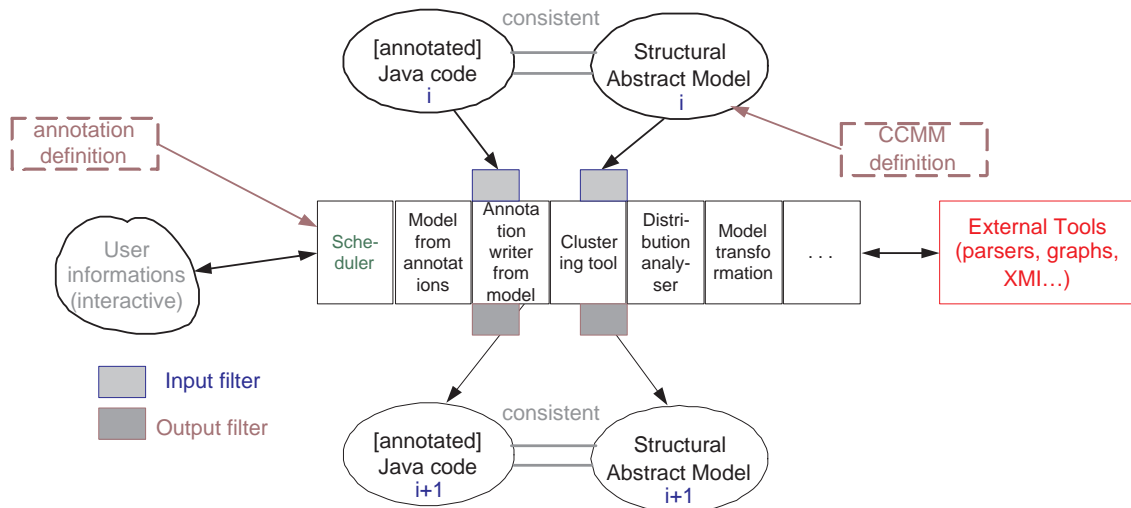 consistent
[annotated]
Java code
i
Structural
Abstract Model
i
annotation
definition
CCMM
definition
User
informations
(interactive)
Sche-
duler
Model
from
annotat
ions
Annota
tion
writer
from
model
Cluster
ing tool
Distri-
bution
analy-
ser
Model
transfo
rmation
. . .
External Tools
(parsers, graphs,
XMI...)
Input filter
Output filter
consistent
[annotated]
Java code
i+1
Structural
Abstract Model
i+1